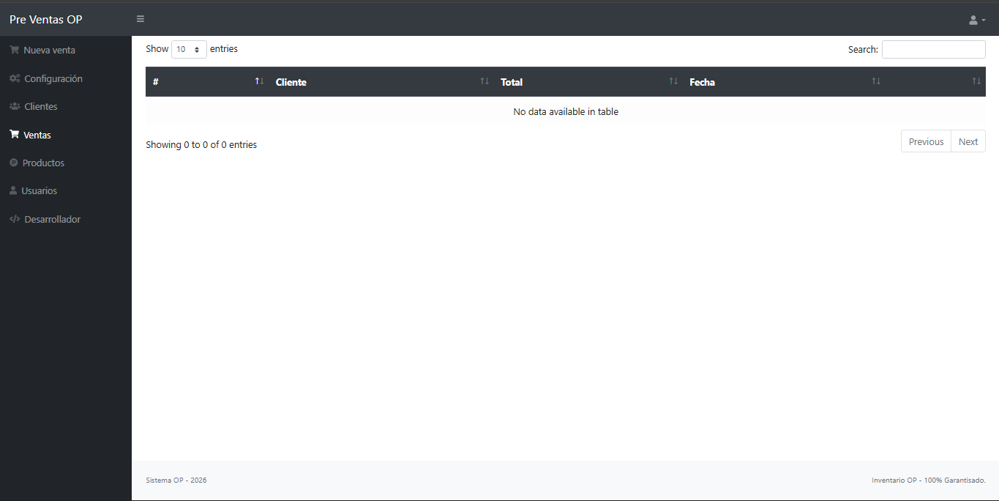 Pre Ventas OP
Nueva venta
Configuración
Clientes
Ventas
Productos
Usuarios
Desarrollador
Show 10 entries
Search:
# Cliente Total Fecha
No data available in table
Showing 0 to 0 of 0 entries
Previous Next
Sistema OP - 2026
Inventario OP - 100% Garantisado.